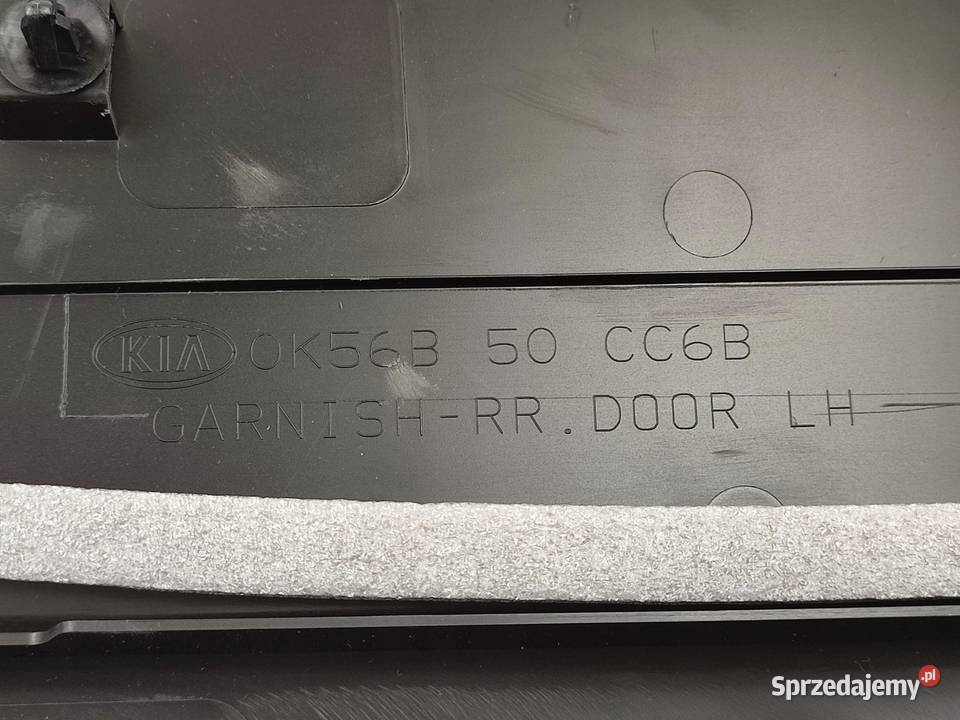 KIA 0K56B 50 CC6B
GARNISH-RR.DOOR LH
Sprzedajemy.pl